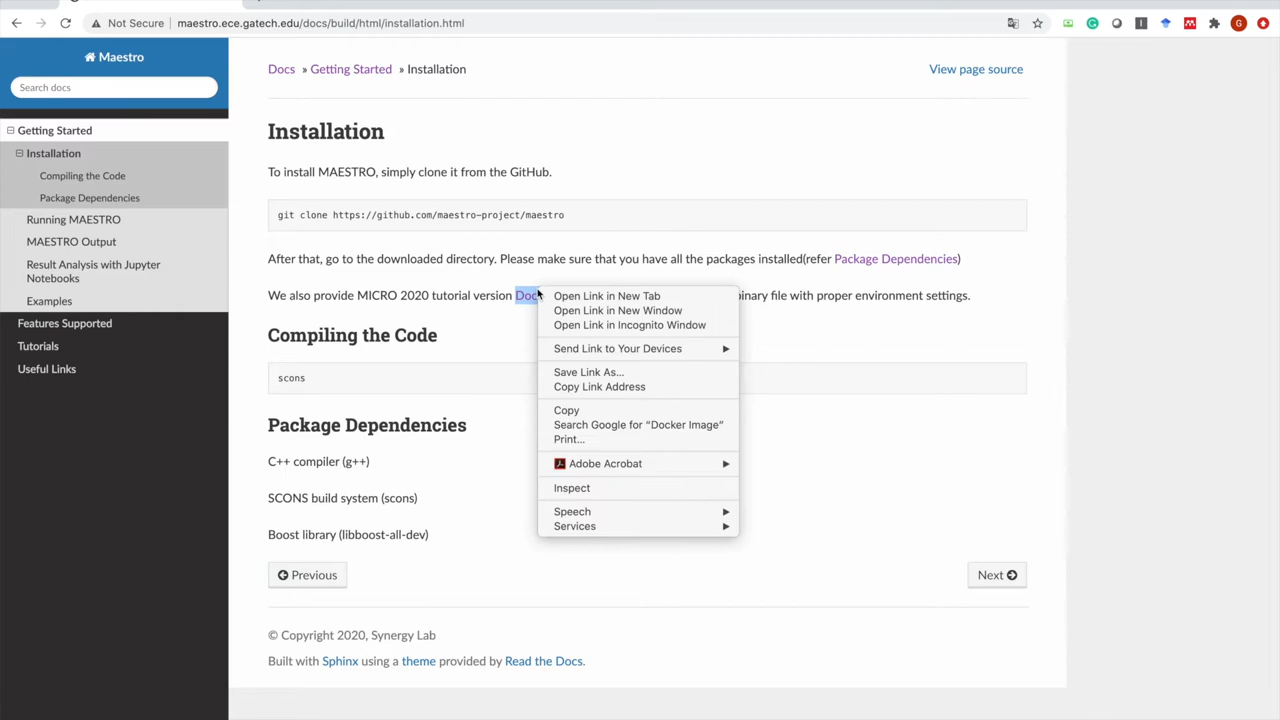 Not Secure maestro.ece.gatech.edu/docs/build/html/installation.html
G
Maestro
Search docs
Getting Started
Installation
Compiling the Code
Package Dependencies
Running MAESTRO
MAESTRO Output
Result Analysis with Jupyter
Notebooks
Examples
Features Supported
Tutorials
Useful Links
Docs » Getting Started » Installation
View page source
Installation
To install MAESTRO, simply clone it from the GitHub.
git clone https://github.com/maestro-project/maestro
After that, go to the downloaded directory. Please make sure that you have all the packages installed(refer Package Dependencies)
We also provide MICRO 2020 tutorial version Doc binary file with proper environment settings.
Open Link in New Tab
Open Link in New Window
Open Link in Incognito Window
Send Link to Your Devices
Save Link As...
Copy Link Address
Copy
Search Google for “Docker Image”
Print...
Adobe Acrobat
Inspect
Speech
Services
Compiling the Code
scons
Package Dependencies
C++ compiler (g++)
SCONS build system (scons)
Boost library (libboost-all-dev)
Previous
Next
© Copyright 2020, Synergy Lab
Built with Sphinx using a theme provided by Read the Docs.